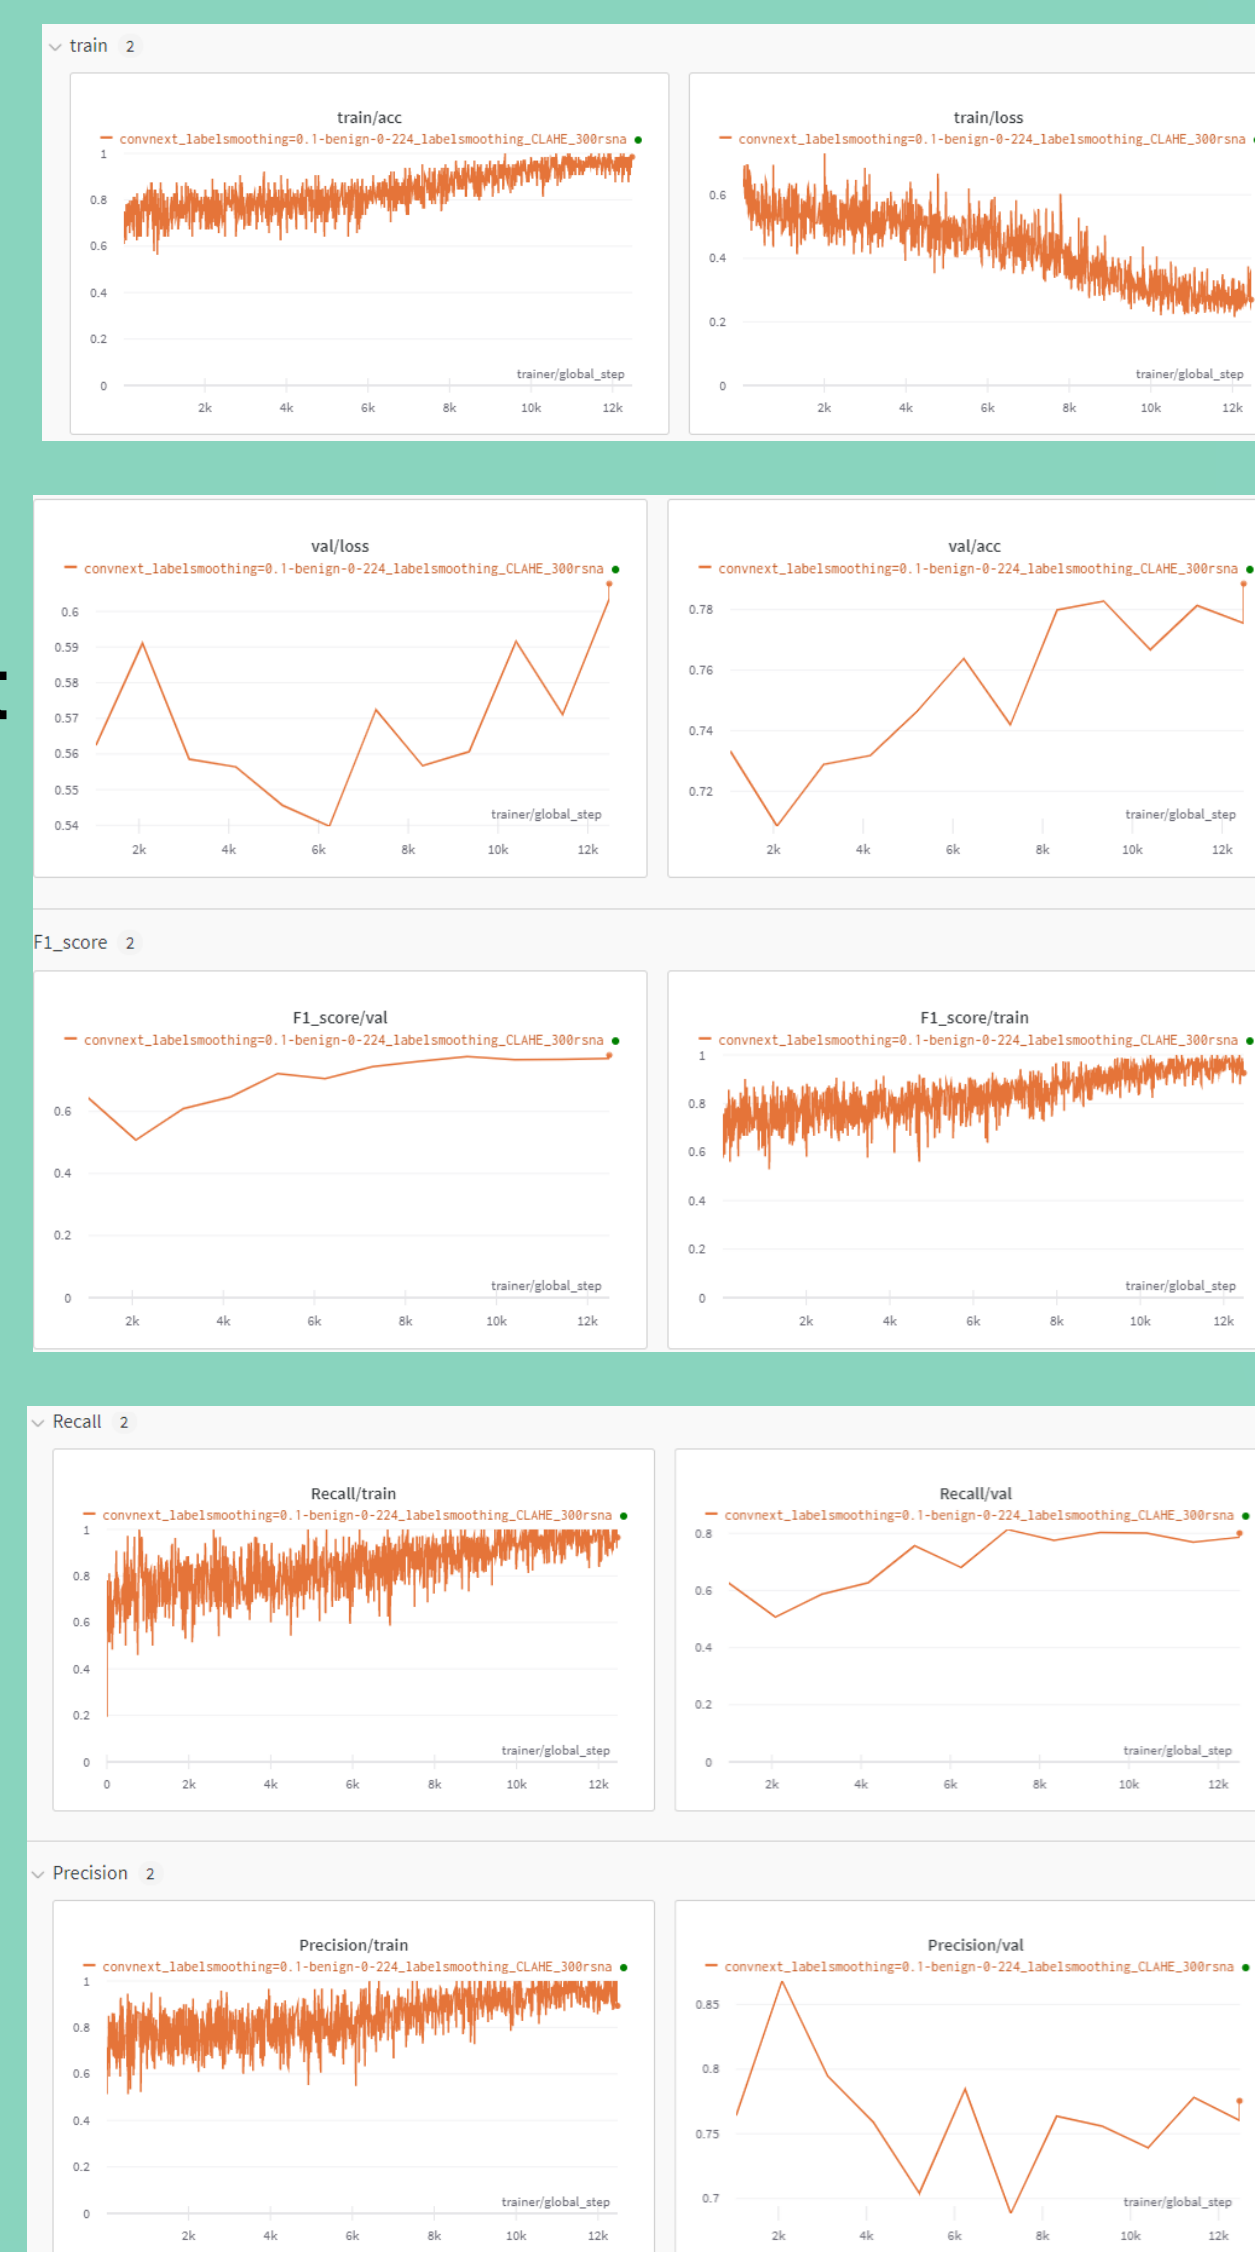 train 2
train/acc
convnext_labelsmoothing=0.1-benign-0-224_labelsmoothing_CLAHE_300rsna
1
0.8
0.6
0.4
0.2
0
trainer/global_step
2k 4k 6k 8k 10k 12k
train/loss
convnext_labelsmoothing=0.1-benign-0-224_labelsmoothing_CLAHE_300rsna
0.6
0.4
0.2
0
trainer/global_step
2k 4k 6k 8k 10k 12k
val/loss
convnext_labelsmoothing=0.1-benign-0-224_labelsmoothing_CLAHE_300rsna
0.6
0.59
0.58
0.57
0.56
0.55
0.54
trainer/global_step
2k 4k 6k 8k 10k 12k
val/acc
convnext_labelsmoothing=0.1-benign-0-224_labelsmoothing_CLAHE_300rsna
0.78
0.76
0.74
0.72
trainer/global_step
2k 4k 6k 8k 10k 12k
F1_score 2
F1_score/val
convnext_labelsmoothing=0.1-benign-0-224_labelsmoothing_CLAHE_300rsna
0.6
0.4
0.2
0
trainer/global_step
2k 4k 6k 8k 10k 12k
F1_score/train
convnext_labelsmoothing=0.1-benign-0-224_labelsmoothing_CLAHE_300rsna
1
0.8
0.6
0.4
0.2
0
trainer/global_step
2k 4k 6k 8k 10k 12k
Recall 2
Recall/train
convnext_labelsmoothing=0.1-benign-0-224_labelsmoothing_CLAHE_300rsna
1
0.8
0.6
0.4
0.2
0
trainer/global_step
0 2k 4k 6k 8k 10k 12k
Recall/val
convnext_labelsmoothing=0.1-benign-0-224_labelsmoothing_CLAHE_300rsna
0.8
0.6
0.4
0.2
0
trainer/global_step
2k 4k 6k 8k 10k 12k
Precision 2
Precision/train
convnext_labelsmoothing=0.1-benign-0-224_labelsmoothing_CLAHE_300rsna
1
0.8
0.6
0.4
0.2
0
trainer/global_step
2k 4k 6k 8k 10k 12k
Precision/val
convnext_labelsmoothing=0.1-benign-0-224_labelsmoothing_CLAHE_300rsna
0.85
0.8
0.75
0.7
trainer/global_step
2k 4k 6k 8k 10k 12k